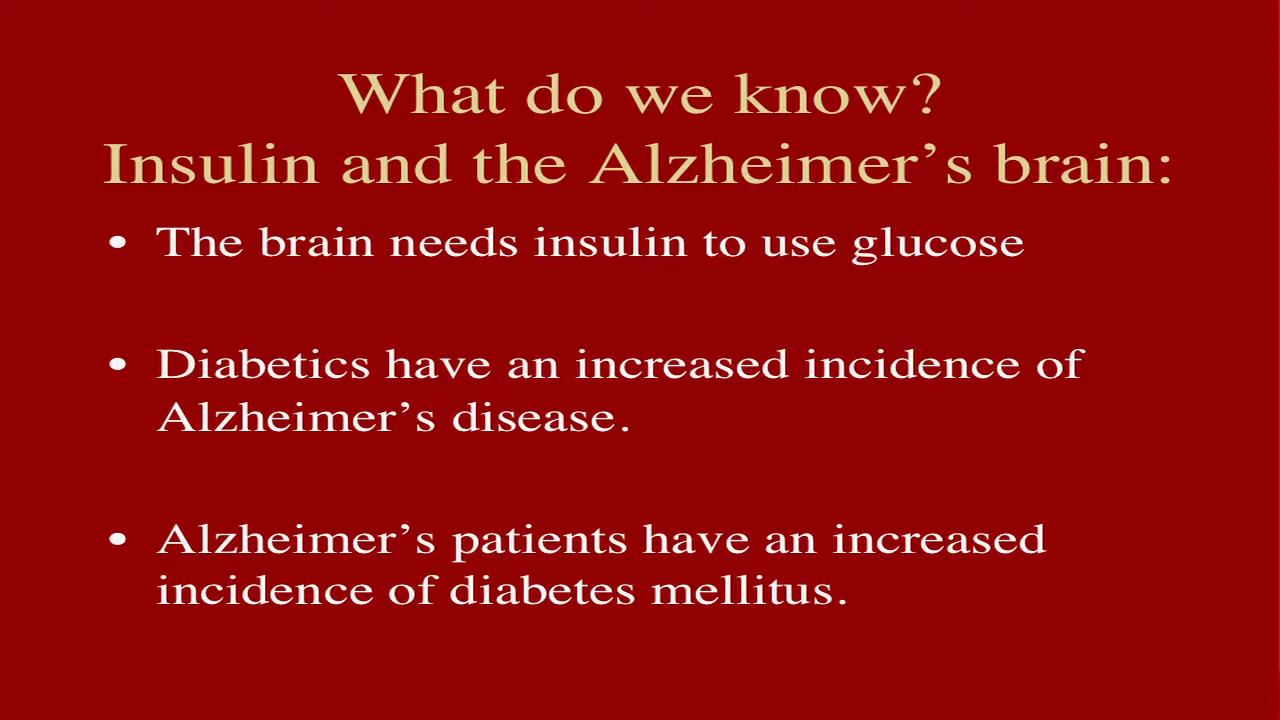 What do we know?
Insulin and the Alzheimer’s brain:
• The brain needs insulin to use glucose
• Diabetics have an increased incidence of
Alzheimer’s disease.
• Alzheimer’s patients have an increased
incidence of diabetes mellitus.